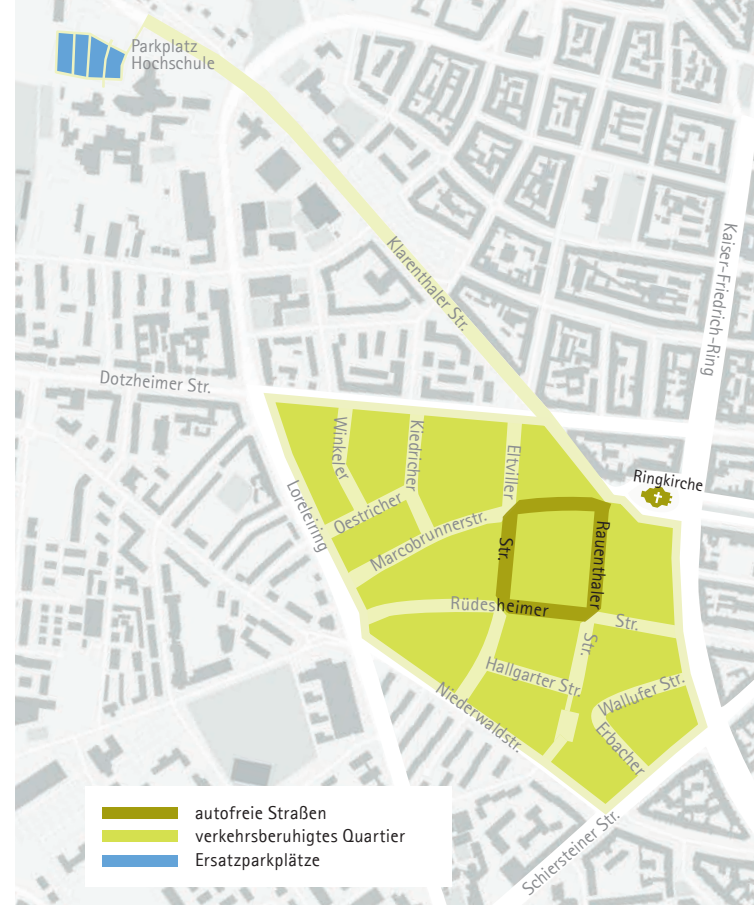 Parkplatz
Hochschule
Klarenthaler Str.
Kaiser-Friedrich-Ring
Dotzheimer Str.
Ringkirche
Winkeler
Kiedricher
Eltviller
Str.
Loreleiring
Oestricher
Marcobrunnerstr.
Rauenthaler
Str.
Rüdesheimer
Str.
Hallgarter Str.
Wallufer Str.
Erbacher
Niederwaldstr.
Schiersteiner Str.
autofreie Straßen
verkehrsberuhigtes Quartier
Ersatzparkplätze